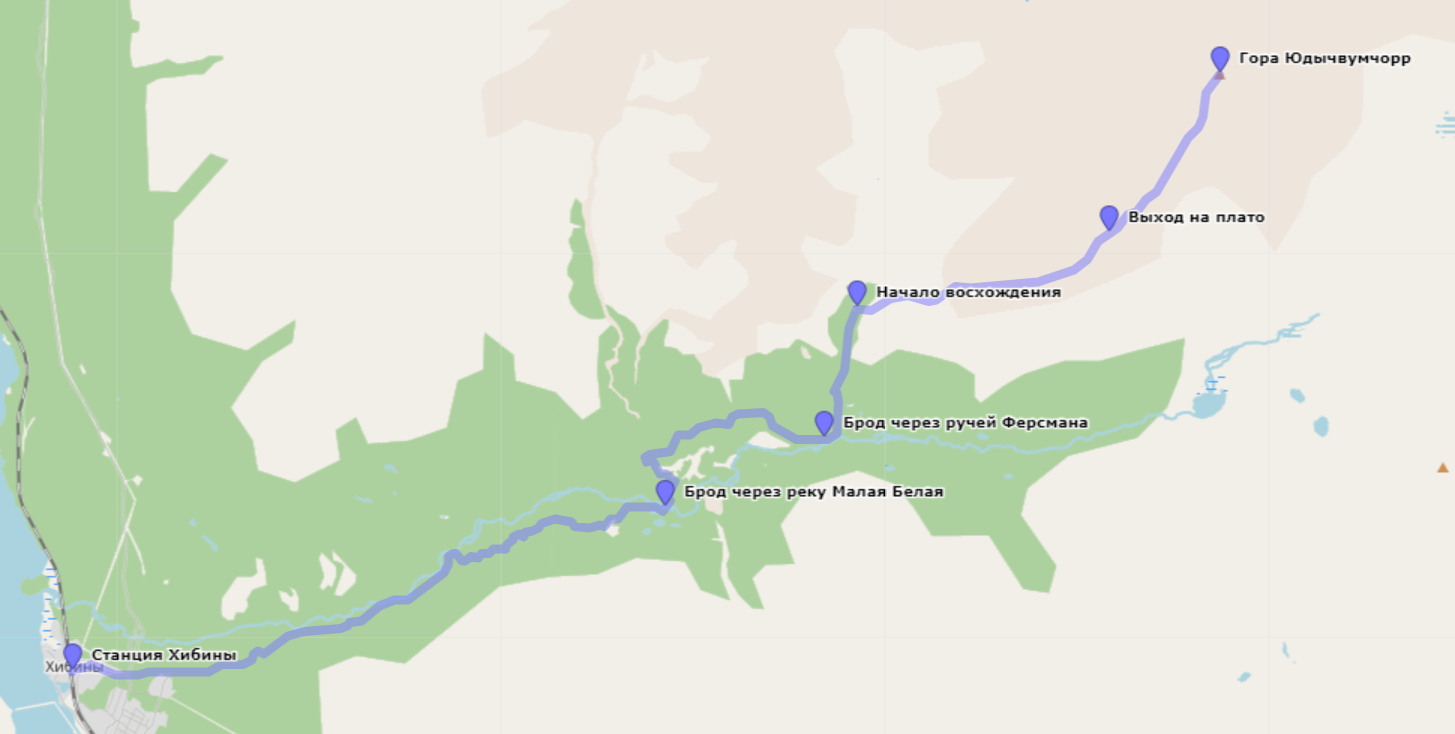 Гора Юдычвумчорр
Выход на плато
Начало восхождения
Брод через ручей Ферсмана
Брод через реку Малая Белая
Станция Хибины
Хибины